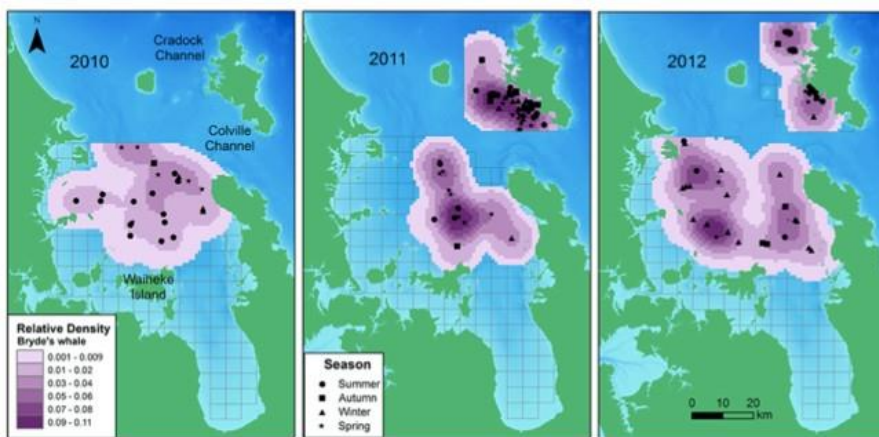 N
2010
Cradock
Channel
Colville
Channel
Waiheke
Island
Relative Density
Bryde's whale
0.001 - 0.009
0.01 - 0.02
0.03 - 0.04
0.05 - 0.06
0.07 - 0.08
0.09 - 0.11
2011
Season
Summer
Autumn
Winter
Spring
2012
0 10 20
km